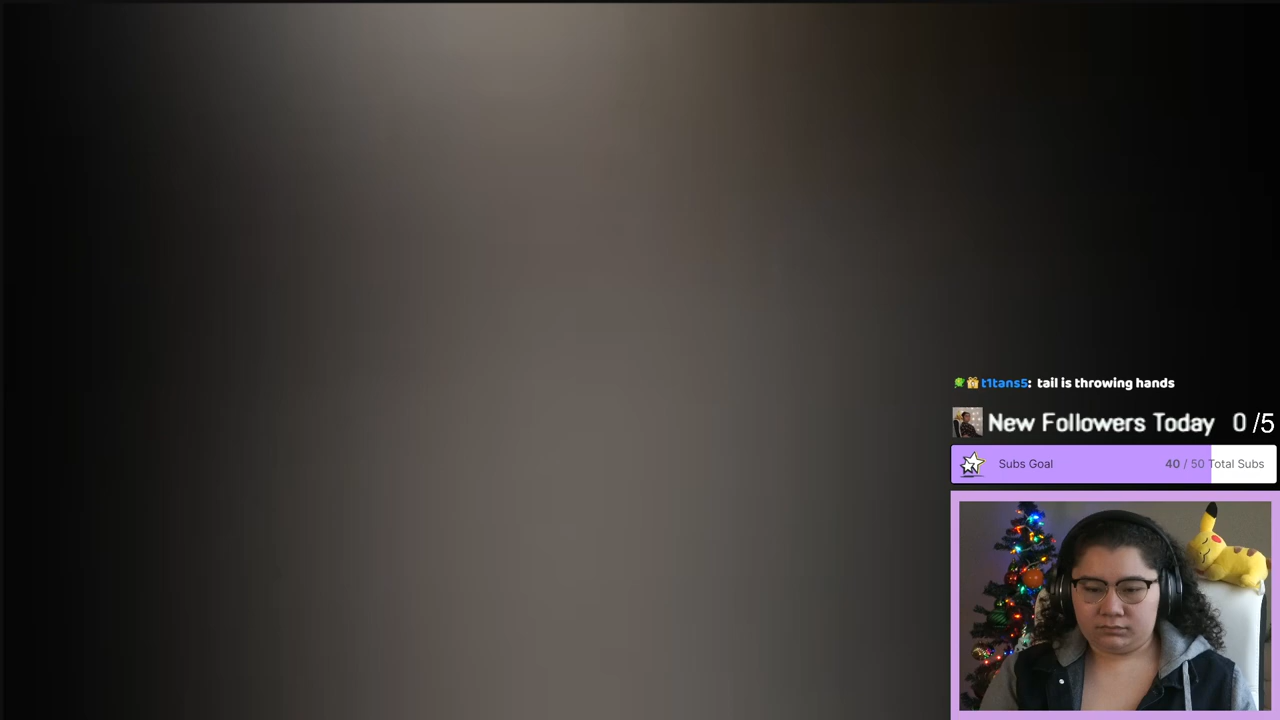 t1tans5: tail is throwing hands
New Followers Today 0 /5
Subs Goal 40 / 50 Total Subs